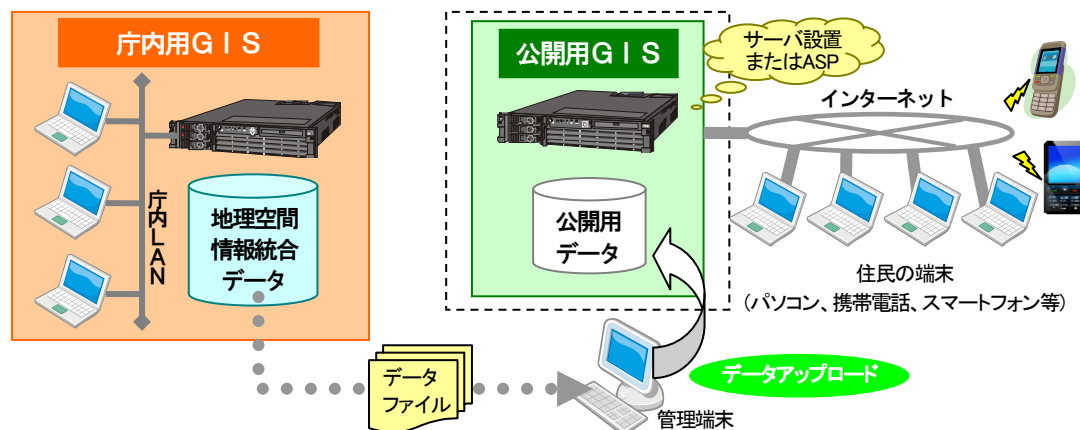 庁内用ＧＩＳ
庁内ＬＡＮ
地理空間
情報統合
データ
公開用ＧＩＳ
公開用
データ
サーバ設置
またはASP
インターネット
住民の端末
（パソコン、携帯電話、スマートフォン等）
データ
ファイル
管理端末
データアップロード